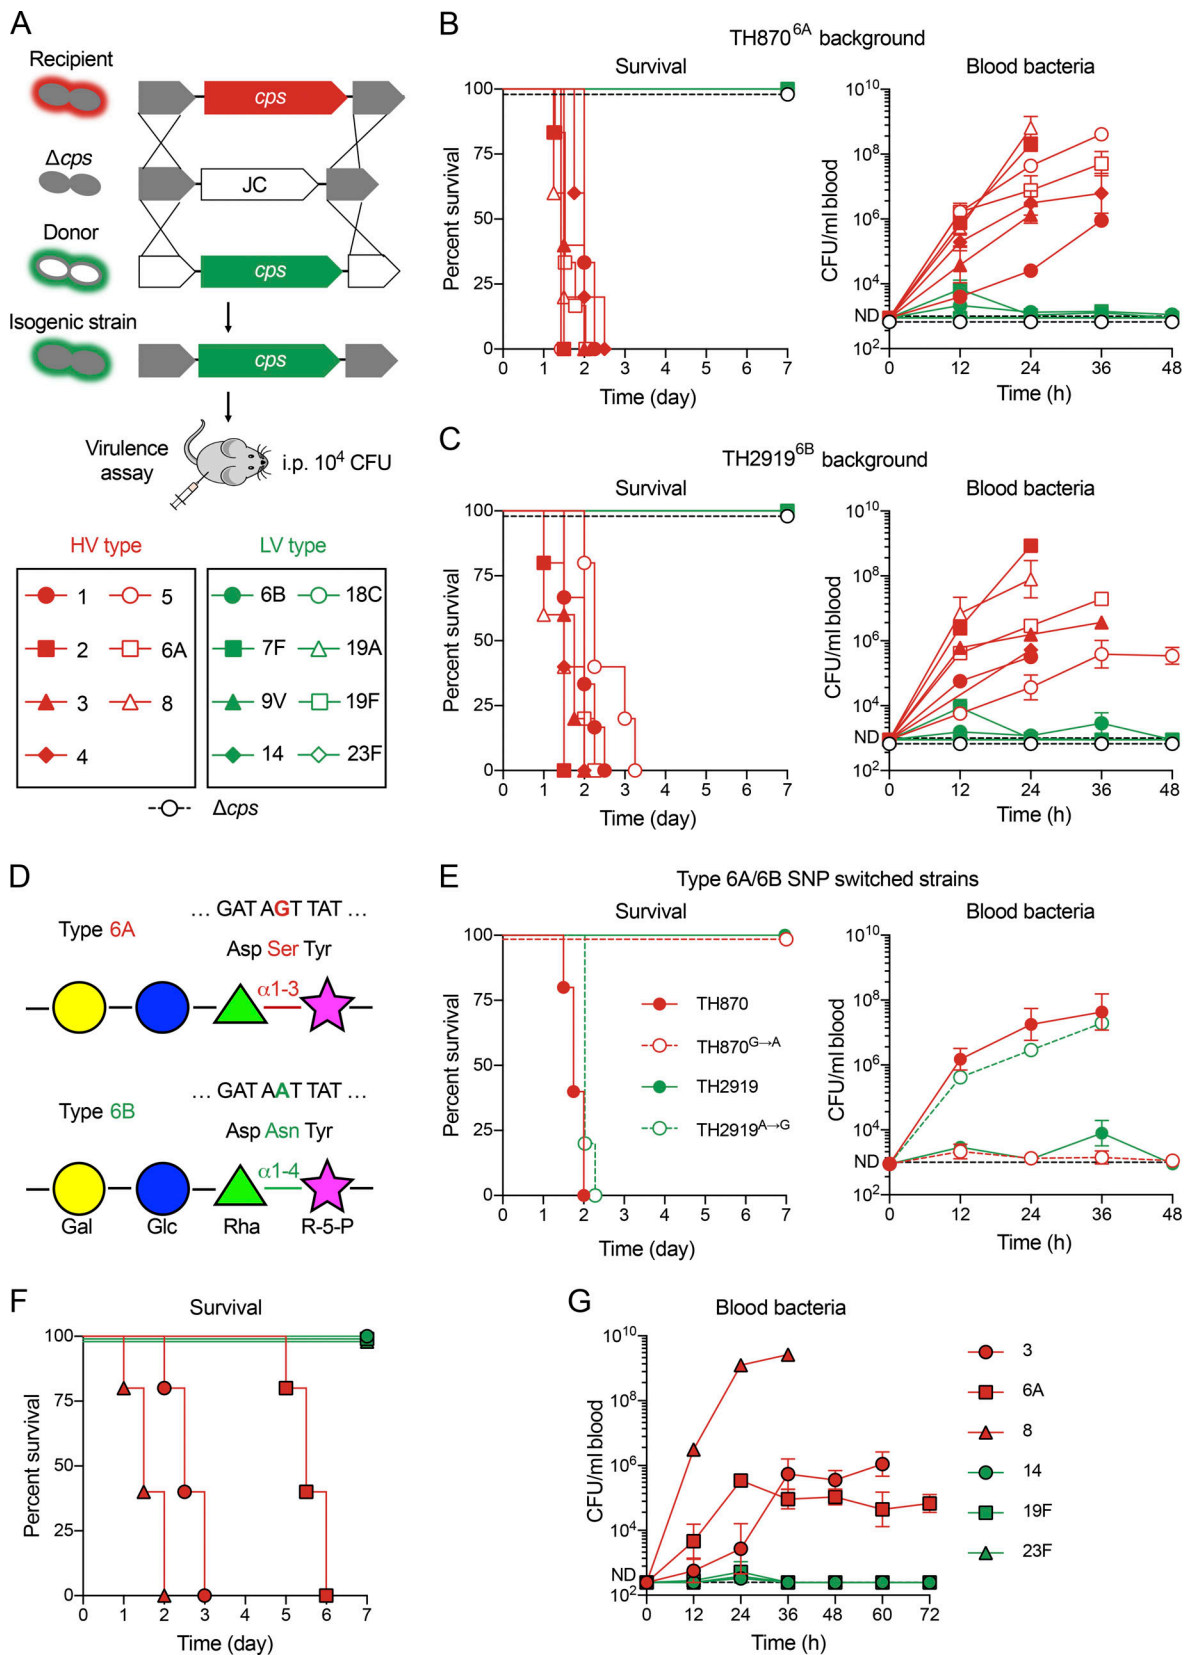 A
Recipient
cps
Δcps
JC
Donor
cps
Isogenic strain
cps
Virulence
assay
i.p. 10⁴ CFU
HV type
LV type
1
5
6B
18C
2
6A
7F
19A
3
8
9V
19F
4
14
23F
Δcps
B
TH870⁶ᴬ background
Survival
Percent survival
100
75
50
25
0
0 1 2 3 4 5 6 7
Time (day)
Blood bacteria
CFU/ml blood
10¹⁰
10⁸
10⁶
10⁴
ND
10²
0 12 24 36 48
Time (h)
C
TH2919⁶ᴮ background
Survival
Percent survival
100
75
50
25
0
0 1 2 3 4 5 6 7
Time (day)
Blood bacteria
CFU/ml blood
10¹⁰
10⁸
10⁶
10⁴
ND
10²
0 12 24 36 48
Time (h)
D
... GAT AGT TAT ...
Type 6A
Asp Ser Tyr
α1-3
... GAT AAT TAT ...
Type 6B
Asp Asn Tyr
α1-4
Gal Glc Rha R-5-P
E
Type 6A/6B SNP switched strains
Survival
Percent survival
100
75
50
25
0
0 1 2 3 4 5 6 7
Time (day)
TH870
TH870ᴳ→ᴬ
TH2919
TH2919ᴬ→ᴳ
Blood bacteria
CFU/ml blood
10¹⁰
10⁸
10⁶
10⁴
ND
10²
0 12 24 36 48
Time (h)
F
Survival
Percent survival
100
75
50
25
0
0 1 2 3 4 5 6 7
Time (day)
G
Blood bacteria
CFU/ml blood
10¹⁰
10⁸
10⁶
10⁴
ND
10²
0 12 24 36 48 60 72
Time (h)
3
6A
8
14
19F
23F